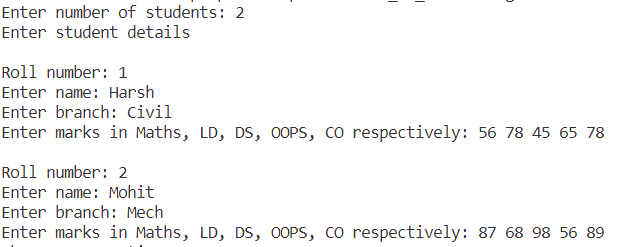 Enter number of students: 2
Enter student details
Roll number: 1
Enter name: Harsh
Enter branch: Civil
Enter marks in Maths, LD, DS, OOPS, CO respectively: 56 78 45 65 78
Roll number: 2
Enter name: Mohit
Enter branch: Mech
Enter marks in Maths, LD, DS, OOPS, CO respectively: 87 68 98 56 89